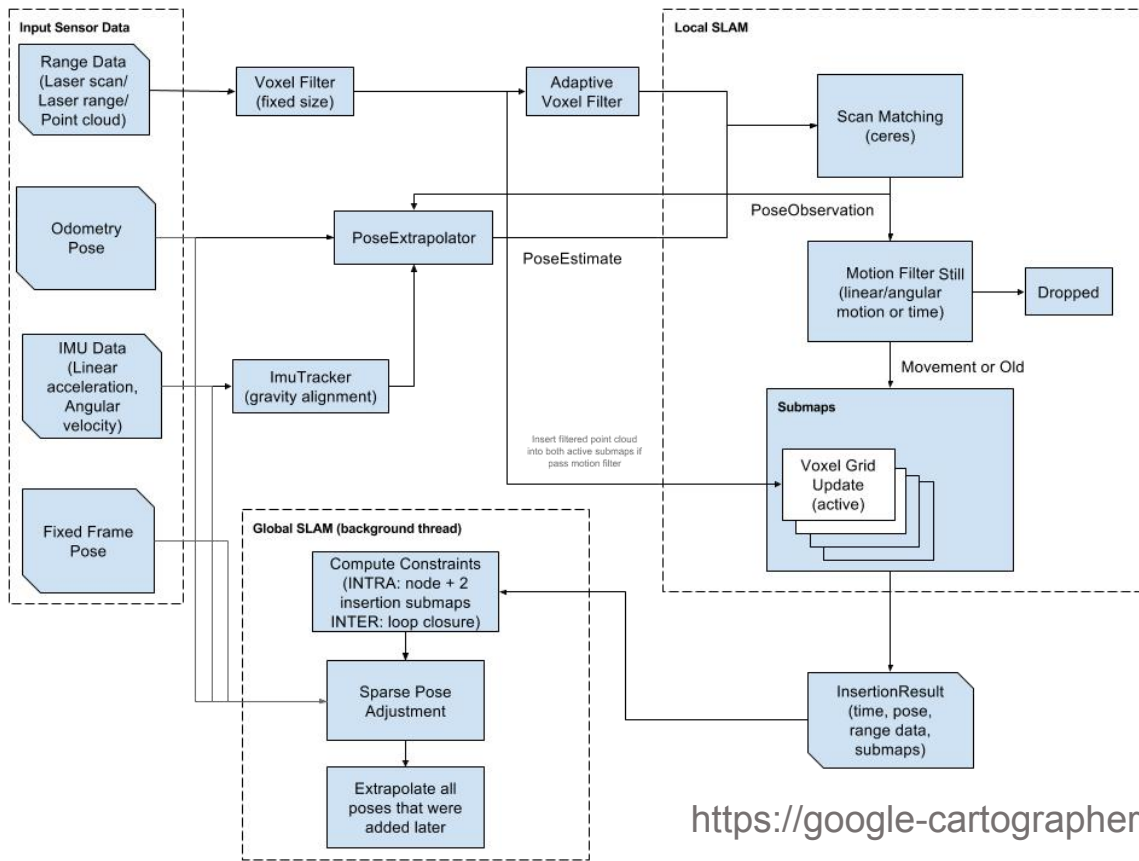 Input Sensor Data
Range Data
(Laser scan/
Laser range/
Point cloud)
Voxel Filter
(fixed size)
Adaptive
Voxel Filter
Local SLAM
Scan Matching
(ceres)
Odometry
Pose
PoseExtrapolator
PoseEstimate
PoseObservation
Motion Filter Still
(linear/angular
motion or time)
Dropped
IMU Data
(Linear
acceleration,
Angular
velocity)
ImuTracker
(gravity alignment)
Movement or Old
Submaps
Insert filtered point cloud
into both active submaps if
pass motion filter
Voxel Grid
Update
(active)
Fixed Frame
Pose
Global SLAM (background thread)
Compute Constraints
(INTRA: node + 2
insertion submaps
INTER: loop closure)
Sparse Pose
Adjustment
InsertionResult
(time, pose,
range data,
submaps)
Extrapolate all
poses that were
added later
https://google-cartographer